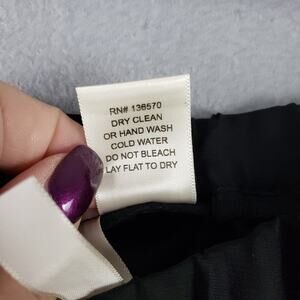 RN# 136570
DRY CLEAN
OR HAND WASH
COLD WATER
DO NOT BLEACH
LAY FLAT TO DRY